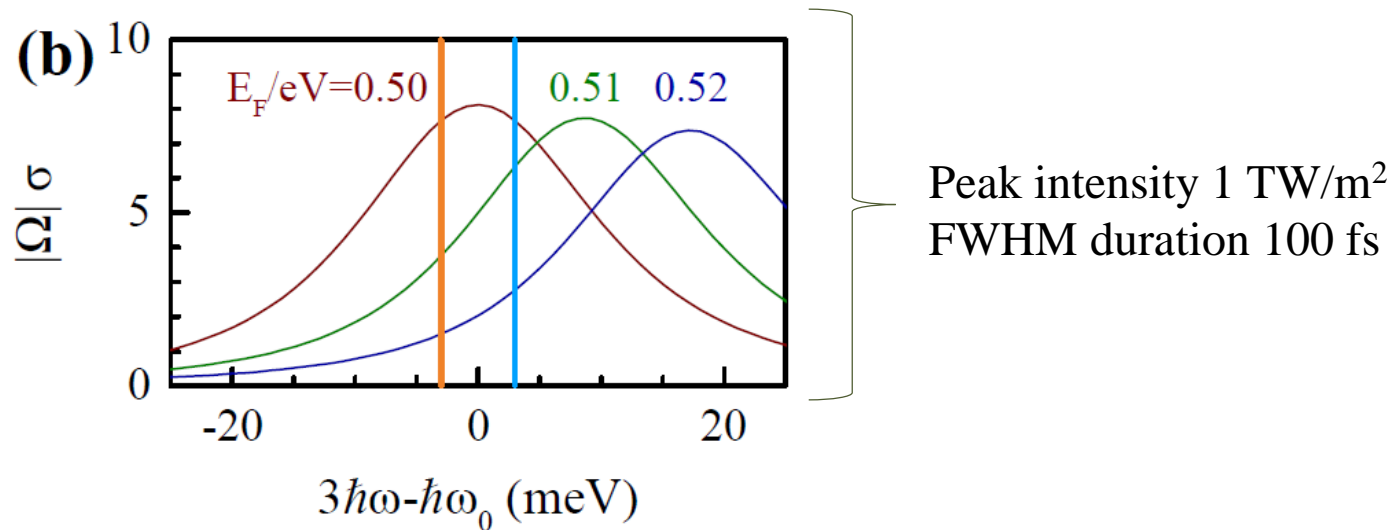 (b)
10
5
0
|Ω| σ
E_F/eV=0.50 0.51 0.52
-20 0 20
3ħω-ħω₀ (meV)
Peak intensity 1 TW/m²
FWHM duration 100 fs